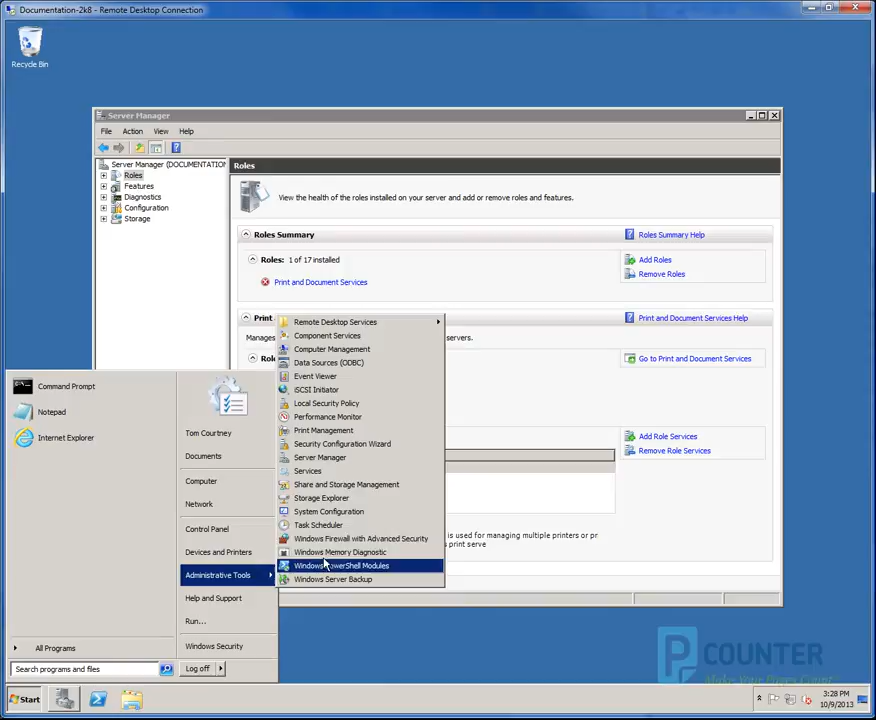 Documentation-2k8 - Remote Desktop Connection
Recycle Bin
Server Manager
File Action View Help
Server Manager (DOCUMENTATION
Roles
Features
Diagnostics
Configuration
Storage
Roles
View the health of the roles installed on your server and add or remove roles and features.
Roles Summary
Roles Summary Help
Roles: 1 of 17 installed
Add Roles
Remove Roles
Print and Document Services
Print
Print and Document Services Help
Manages
ervers.
Go to Print and Document Services
Add Role Services
Remove Role Services
is used for managing multiple printers or pr
print serve
Remote Desktop Services
Component Services
Computer Management
Data Sources (ODBC)
Event Viewer
iSCSI Initiator
Local Security Policy
Performance Monitor
Print Management
Security Configuration Wizard
Server Manager
Services
Share and Storage Management
Storage Explorer
System Configuration
Task Scheduler
Windows Firewall with Advanced Security
Windows Memory Diagnostic
Windows PowerShell Modules
Windows Server Backup
Command Prompt
Notepad
Internet Explorer
All Programs
Search programs and files
Tom Courtney
Documents
Computer
Network
Control Panel
Devices and Printers
Administrative Tools
Help and Support
Run...
Windows Security
Log off
PCOUNTER
Make Your Pages Count
Start
3:28 PM
10/9/2013